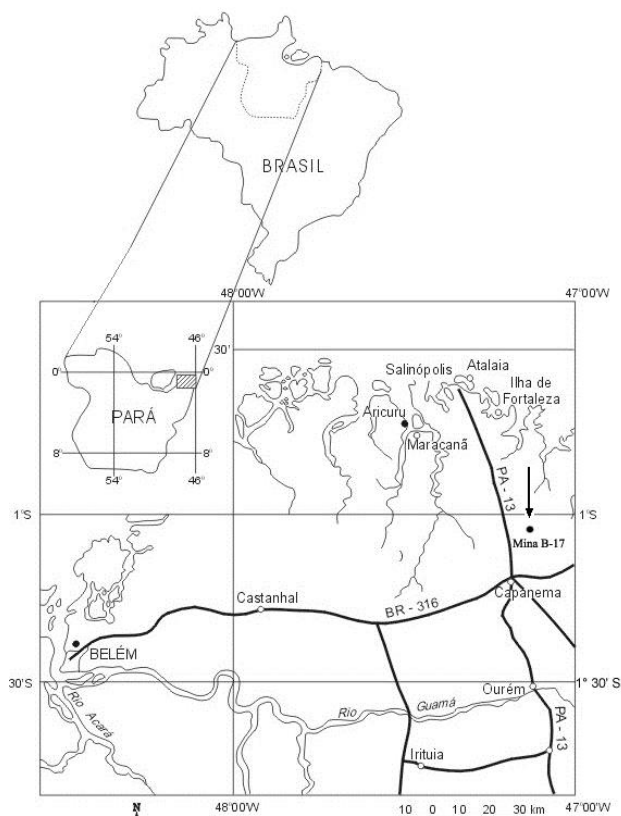 BRASIL
48°00'W
47°00'W
30'
54°
46°
0°
0°
PARÁ
8°
8°
54°
46°
Salinópolis
Atalaia
Ilha de
Fortaleza
Aricuru
Maracanã
PA - 13
1°S
1°S
Mina B-17
Capanema
Castanhal
BR - 316
BELÉM
30'S
1° 30' S
Ourém
Rio Acará
Rio
Guamá
PA - 13
Irituia
N
48°00'W
47°00'W
10 0 10 20 30 km